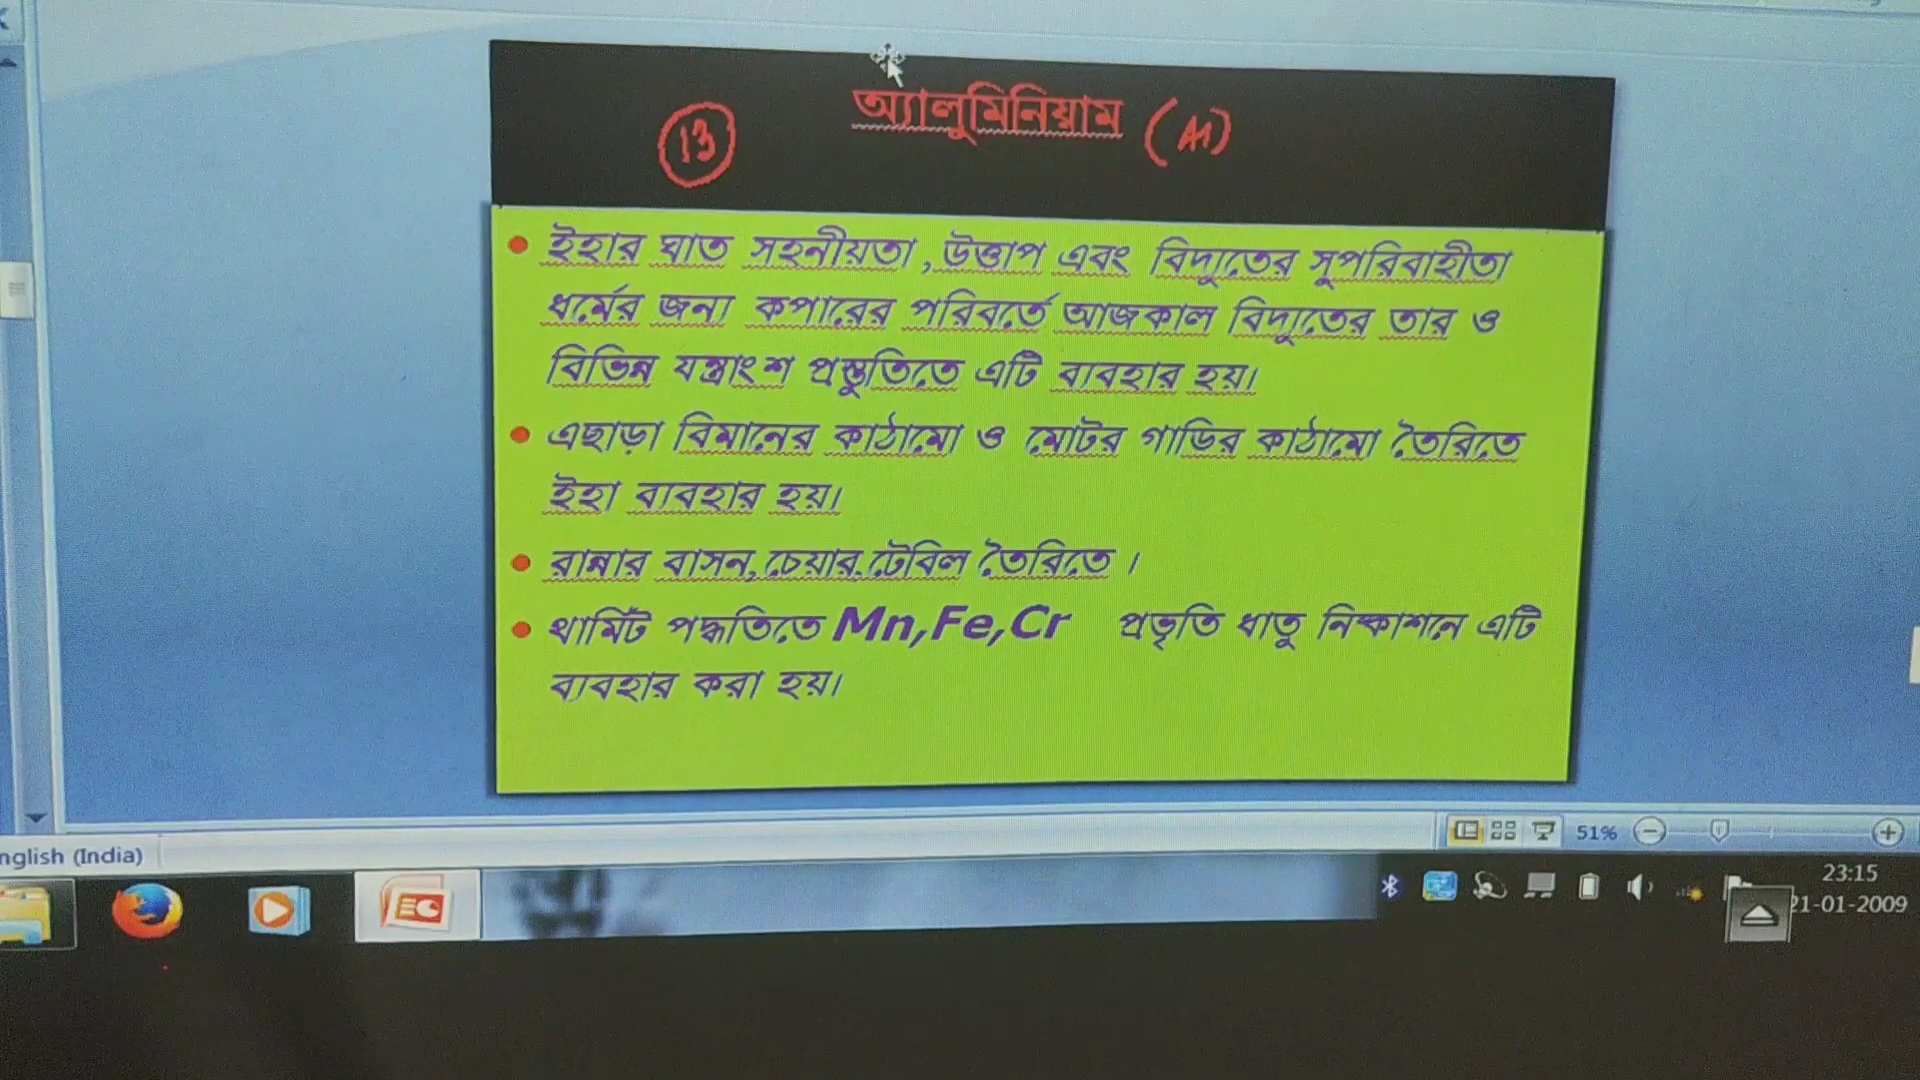 অ্যালুমিনিয়াম (Al)
13
ইহার ঘাত সহনীয়তা ,উত্তাপ এবং বিদ্যুতের সুপরিবাহীতা
ধর্মের জন্য কপারের পরিবর্তে আজকাল বিদ্যুতের তার ও
বিভিন্ন যন্ত্রাংশ প্রস্তুতিতে এটি ব্যবহার হয়।
এছাড়া বিমানের কাঠামো ও মোটর গাডির কাঠামো তৈরিতে
ইহা ব্যবহার হয়।
রান্নার বাসন,চেয়ার,টেবিল তৈরিতে ।
থার্মিট পদ্ধতিতে Mn,Fe,Cr প্রভৃতি ধাতু নিষ্কাশনে এটি
ব্যবহার করা হয়।
51%
nglish (India)
23:15
21-01-2009